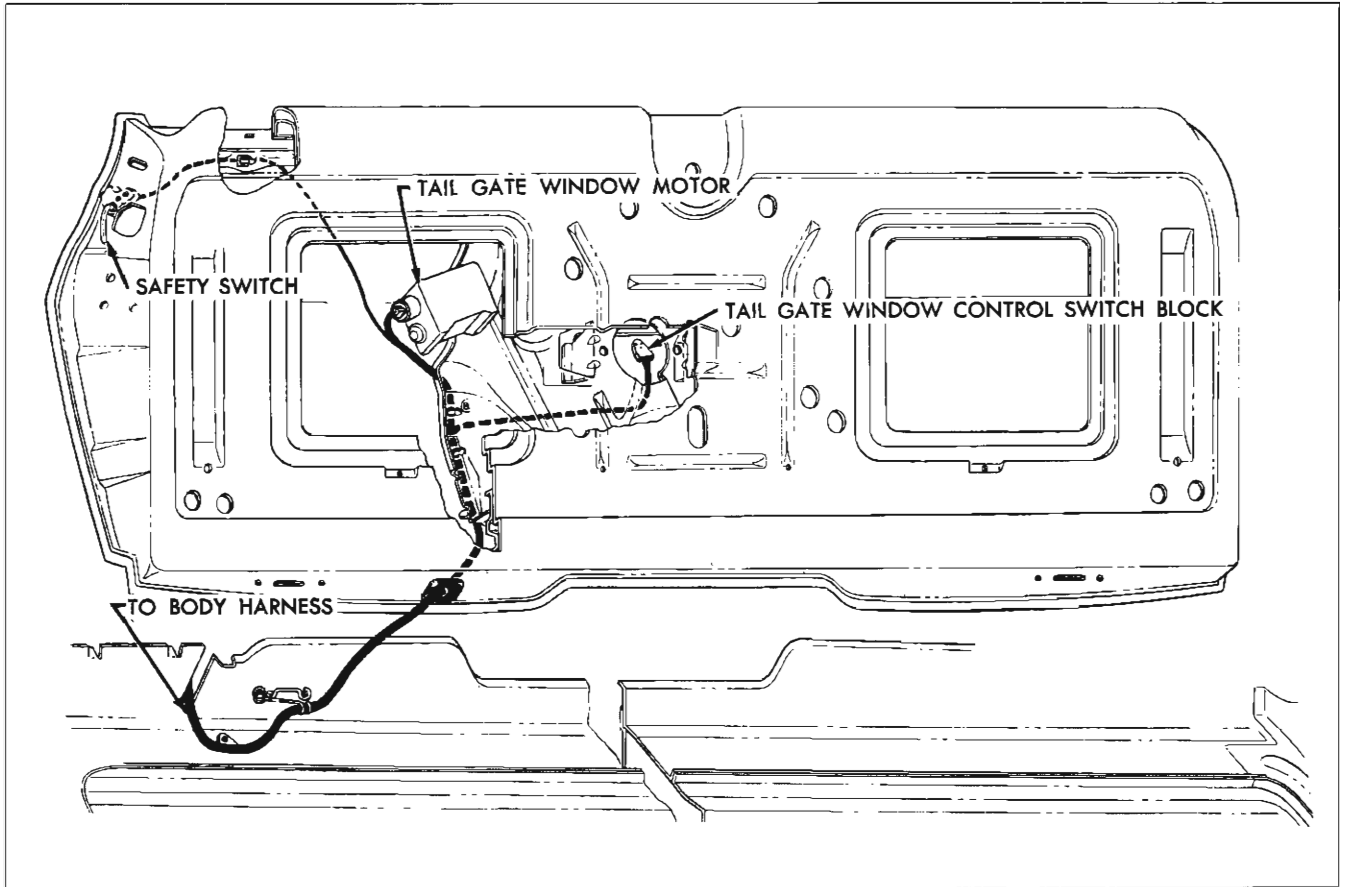 TAIL GATE WINDOW MOTOR
SAFETY SWITCH
TAIL GATE WINDOW CONTROL SWITCH BLOCK
TO BODY HARNESS